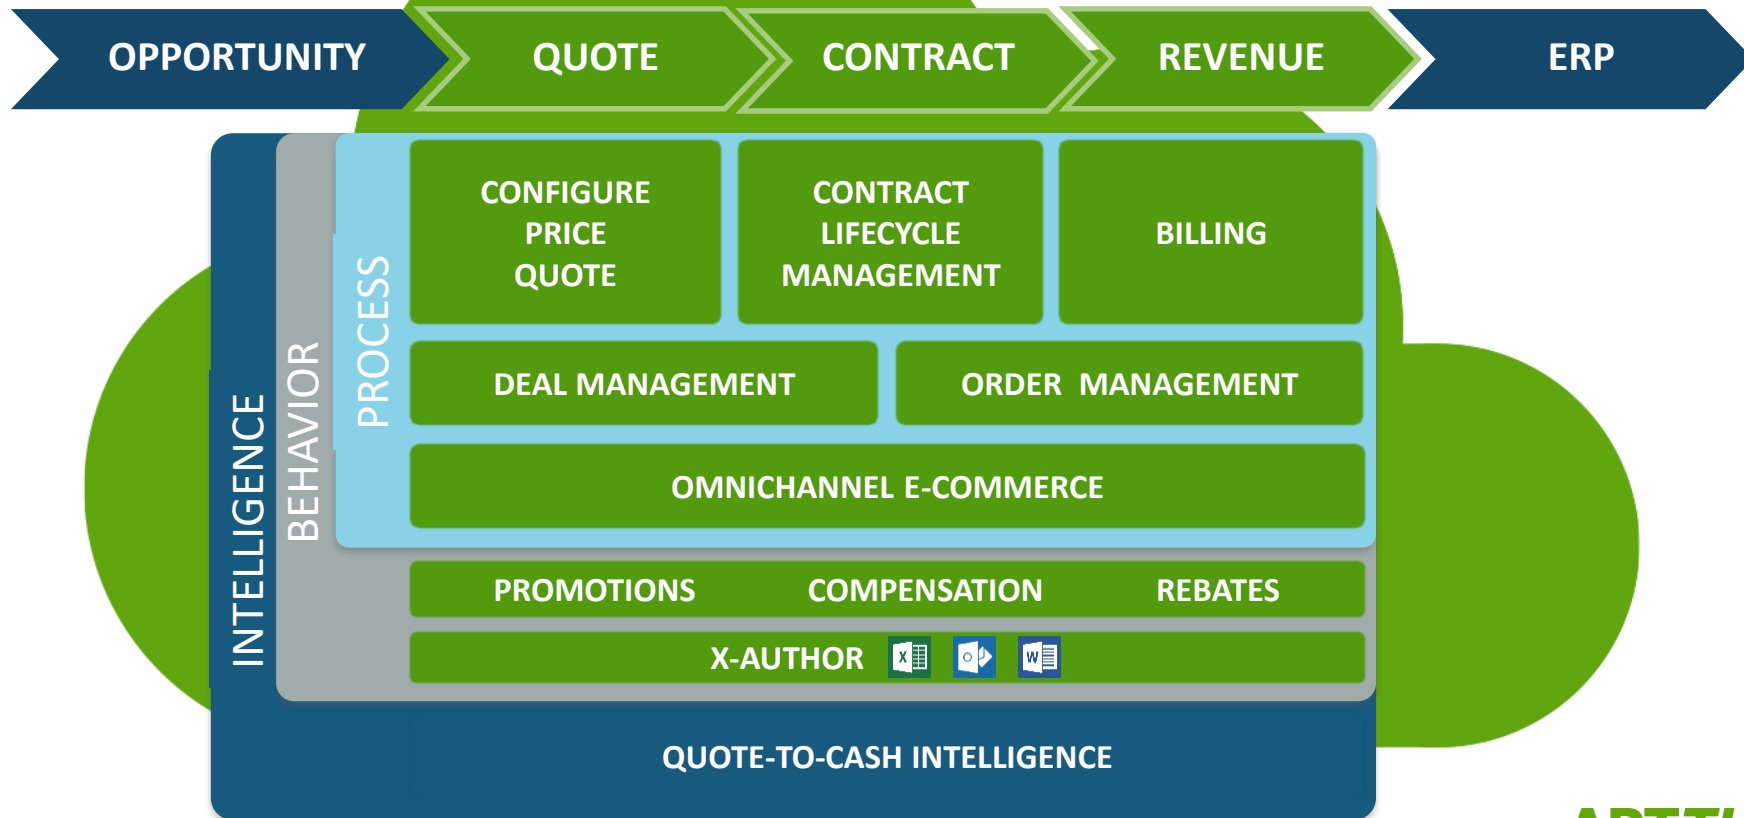 OPPORTUNITY
QUOTE
CONTRACT
REVENUE
ERP
INTELLIGENCE
BEHAVIOR
PROCESS
CONFIGURE
PRICE
QUOTE
CONTRACT
LIFECYCLE
MANAGEMENT
BILLING
DEAL MANAGEMENT
ORDER MANAGEMENT
OMNICHANNEL E-COMMERCE
PROMOTIONS COMPENSATION REBATES
X-AUTHOR
QUOTE-TO-CASH INTELLIGENCE